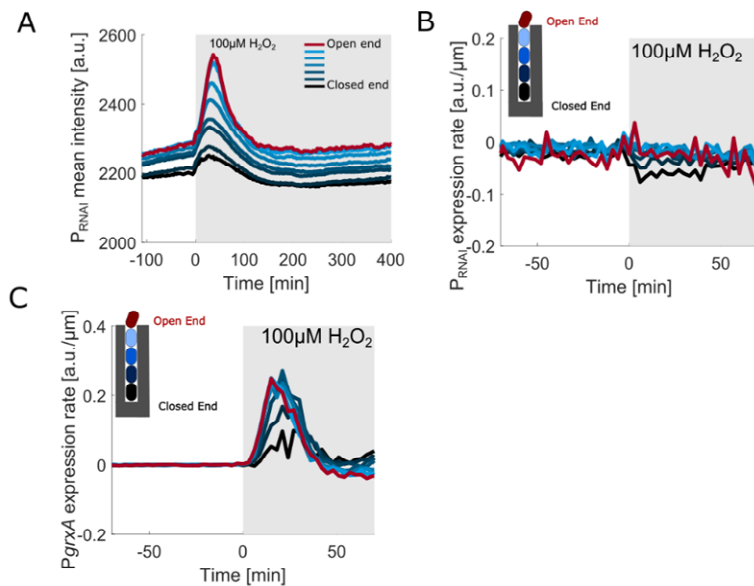 A
P_RNAI mean intensity [a.u.]
2600
2400
2200
2000
100µM H₂O₂
Open end
Closed end
-100 0 100 200 300 400
Time [min]
B
Open End
Closed End
100µM H₂O₂
P_RNAI expression rate [a.u./µm]
0.2
0.1
0
-0.1
-0.2
-50 0 50
Time [min]
C
Open End
Closed End
100µM H₂O₂
PgrxA expression rate [a.u./µm]
0.4
0.2
0
-0.2
-50 0 50
Time [min]